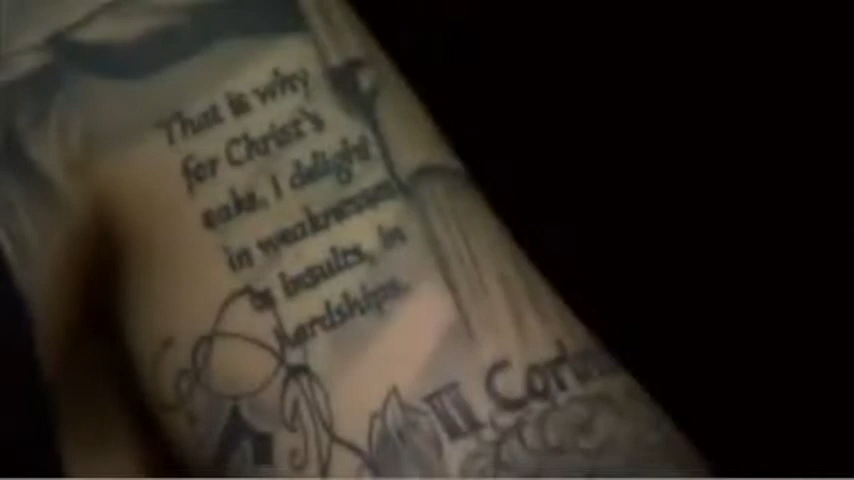 That is why
for Christ's
sake, I delight
in weaknesses
in insults, in
hardships.
II Cor